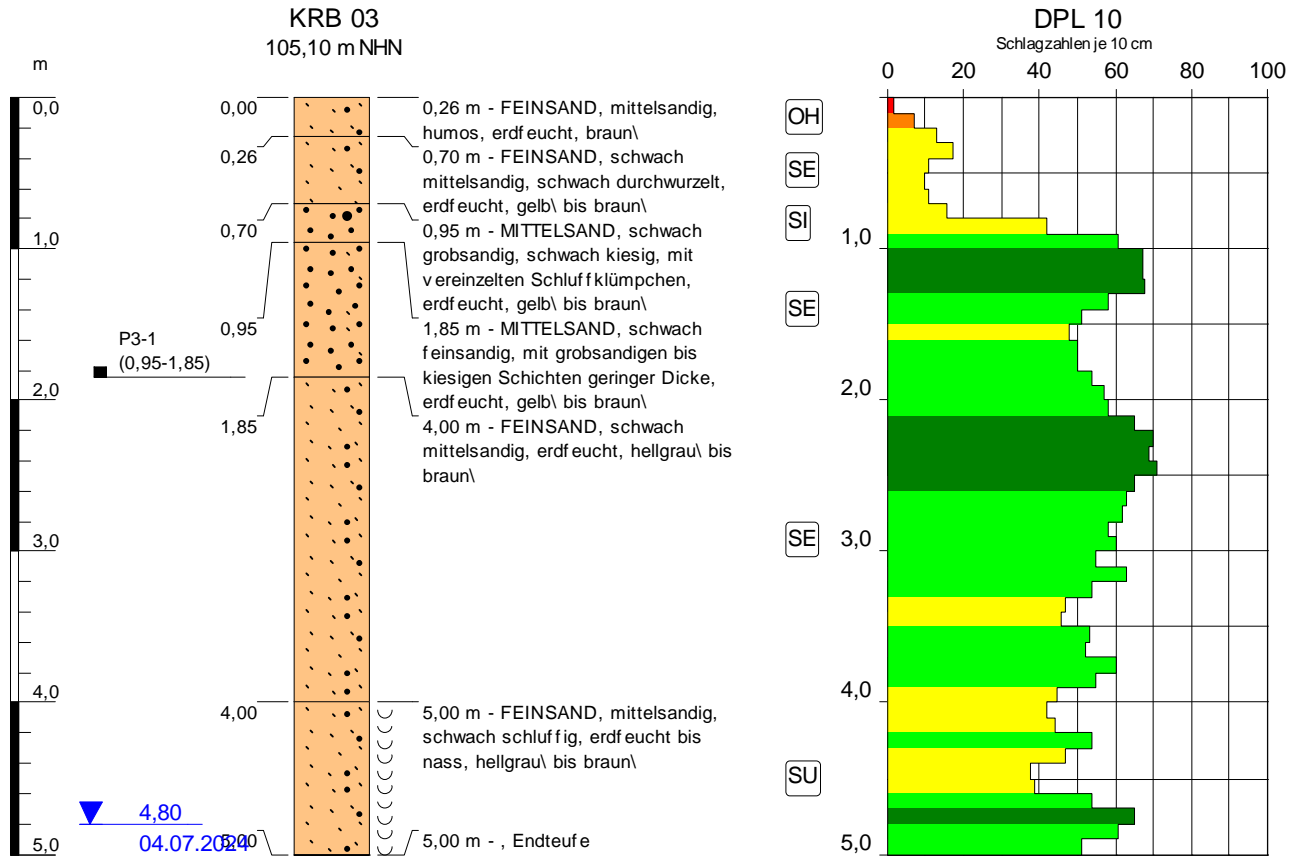 KRB 03
105,10 m NHN
m
0,0
1,0
2,0
3,0
4,0
5,0
P3-1
(0,95-1,85)
4,80
04.07.2024
0,00
0,26
0,70
0,95
1,85
4,00
5,00
0,26 m - FEINSAND, mittelsandig,
humos, erdfeucht, braun\
0,70 m - FEINSAND, schwach
mittelsandig, schwach durchwurzelt,
erdfeucht, gelb\ bis braun\
0,95 m - MITTELSAND, schwach
grobsandig, schwach kiesig, mit
vereinzelten Schluffklümpchen,
erdfeucht, gelb\ bis braun\
1,85 m - MITTELSAND, schwach
feinsandig, mit grobsandigen bis
kiesigen Schichten geringer Dicke,
erdfeucht, gelb\ bis braun\
4,00 m - FEINSAND, schwach
mittelsandig, erdfeucht, hellgrau\ bis
braun\
5,00 m - FEINSAND, mittelsandig,
schwach schluffig, erdfeucht bis
nass, hellgrau\ bis braun\
5,00 m - , Endteufe
OH
SE
SI
SE
SE
SU
DPL 10
Schlagzahlen je 10 cm
0 20 40 60 80 100
1,0
2,0
3,0
4,0
5,0